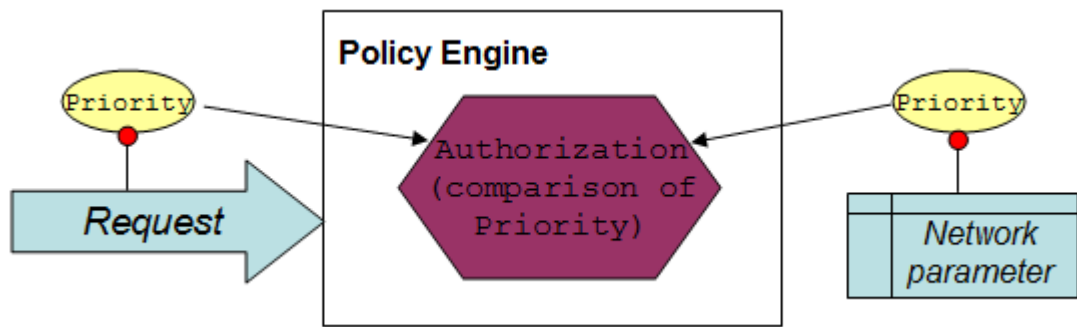 Policy Engine
Priority
Priority
Authorization
(comparison of
Priority)
Request
Network
parameter